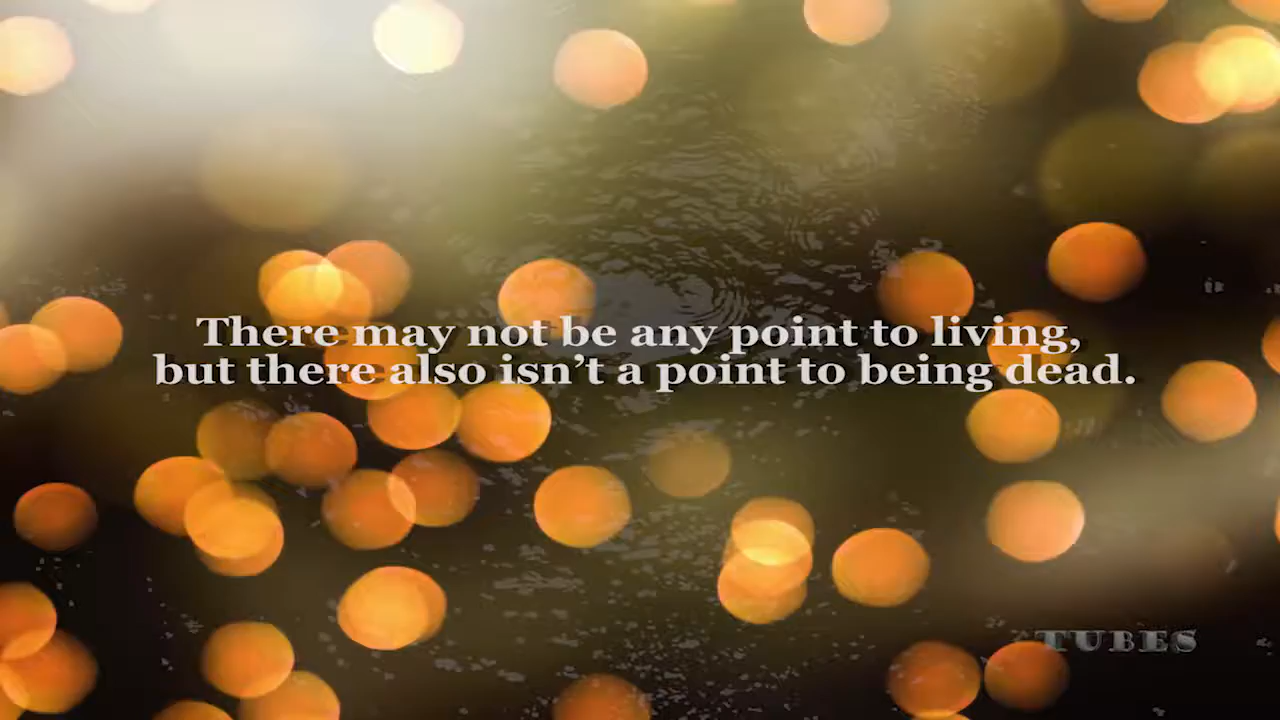 There may not be any point to living,
but there also isn’t a point to being dead.
TUBES